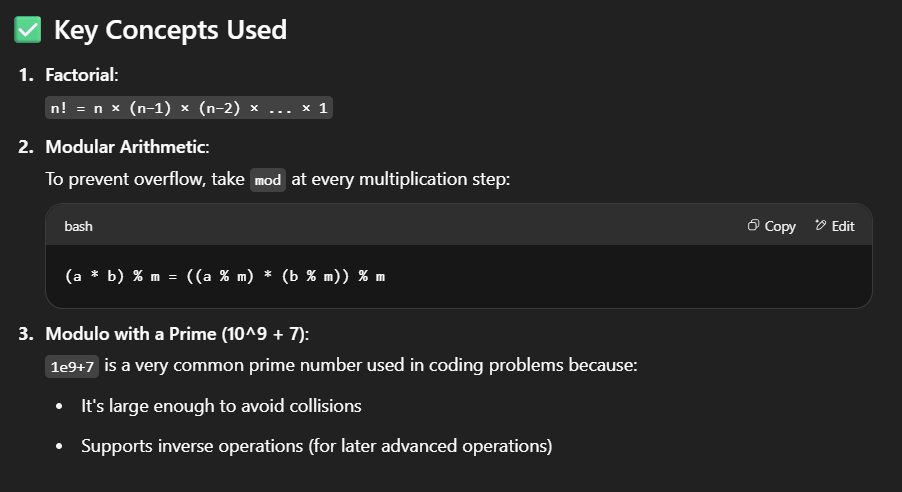 ✅ Key Concepts Used
1. Factorial:
n! = n × (n−1) × (n−2) × ... × 1
2. Modular Arithmetic:
To prevent overflow, take mod at every multiplication step:
bash Copy Edit
(a * b) % m = ((a % m) * (b % m)) % m
3. Modulo with a Prime (10^9 + 7):
1e9+7 is a very common prime number used in coding problems because:
• It's large enough to avoid collisions
• Supports inverse operations (for later advanced operations)